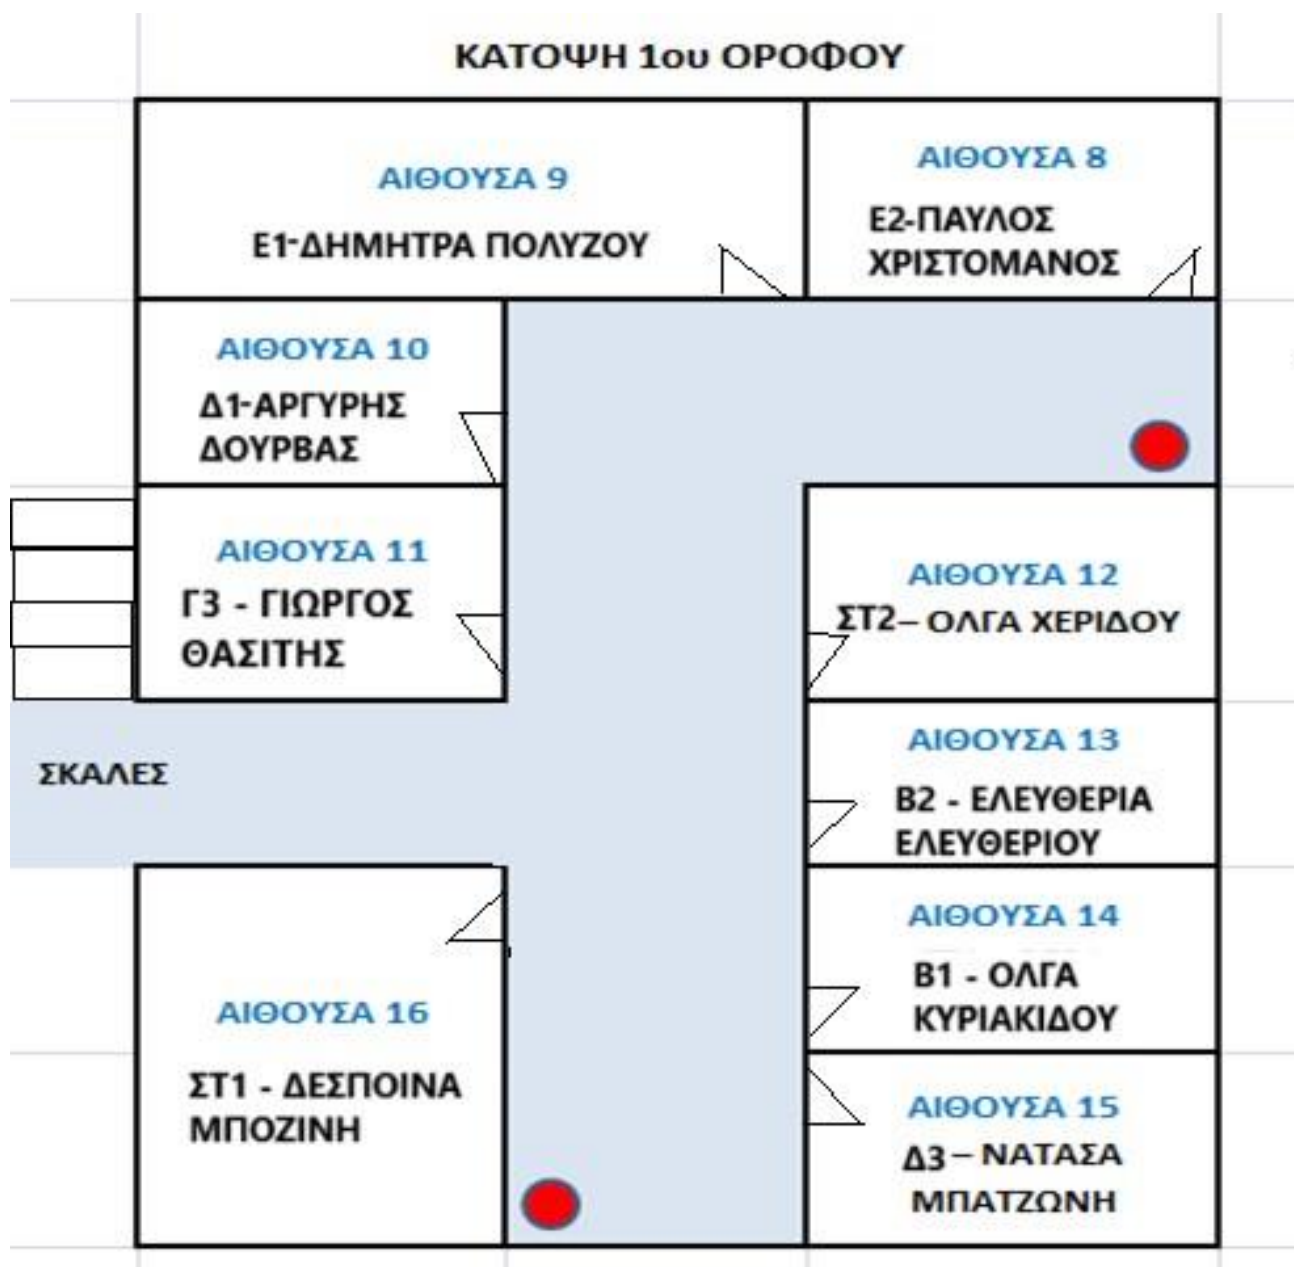 ΚΑΤΟΨΗ 1ου ΟΡΟΦΟΥ
ΑΙΘΟΥΣΑ 9
Ε1-ΔΗΜΗΤΡΑ ΠΟΛΥΖΟΥ
ΑΙΘΟΥΣΑ 8
Ε2-ΠΑΥΛΟΣ
ΧΡΙΣΤΟΜΑΝΟΣ
ΑΙΘΟΥΣΑ 10
Δ1-ΑΡΓΥΡΗΣ
ΔΟΥΡΒΑΣ
ΑΙΘΟΥΣΑ 11
Γ3 - ΓΙΩΡΓΟΣ
ΘΑΣΙΤΗΣ
ΑΙΘΟΥΣΑ 12
ΣΤ2– ΟΛΓΑ ΧΕΡΙΔΟΥ
ΣΚΑΛΕΣ
ΑΙΘΟΥΣΑ 13
Β2 - ΕΛΕΥΘΕΡΙΑ
ΕΛΕΥΘΕΡΙΟΥ
ΑΙΘΟΥΣΑ 14
Β1 - ΟΛΓΑ
ΚΥΡΙΑΚΙΔΟΥ
ΑΙΘΟΥΣΑ 16
ΣΤ1 - ΔΕΣΠΟΙΝΑ
ΜΠΟΖΙΝΗ
ΑΙΘΟΥΣΑ 15
Δ3 – ΝΑΤΑΣΑ
ΜΠΑΤΖΩΝΗ